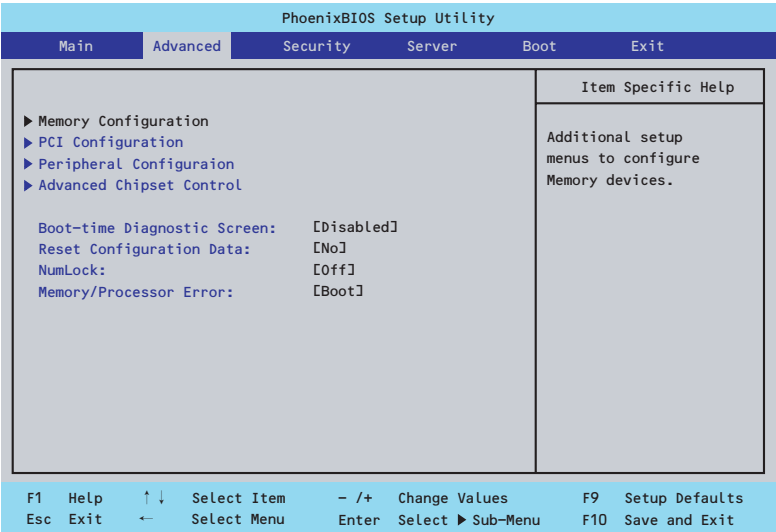 PhoenixBIOS Setup Utility
Main Advanced Security Server Boot Exit
Item Specific Help
▶ Memory Configuration
▶ PCI Configuration
▶ Peripheral Configuraion
▶ Advanced Chipset Control
Additional setup
menus to configure
Memory devices.
Boot-time Diagnostic Screen: [Disabled]
Reset Configuration Data: [No]
NumLock: [Off]
Memory/Processor Error: [Boot]
F1 Help ↑↓ Select Item - /+ Change Values F9 Setup Defaults
Esc Exit ← Select Menu Enter Select ▶ Sub-Menu F10 Save and Exit